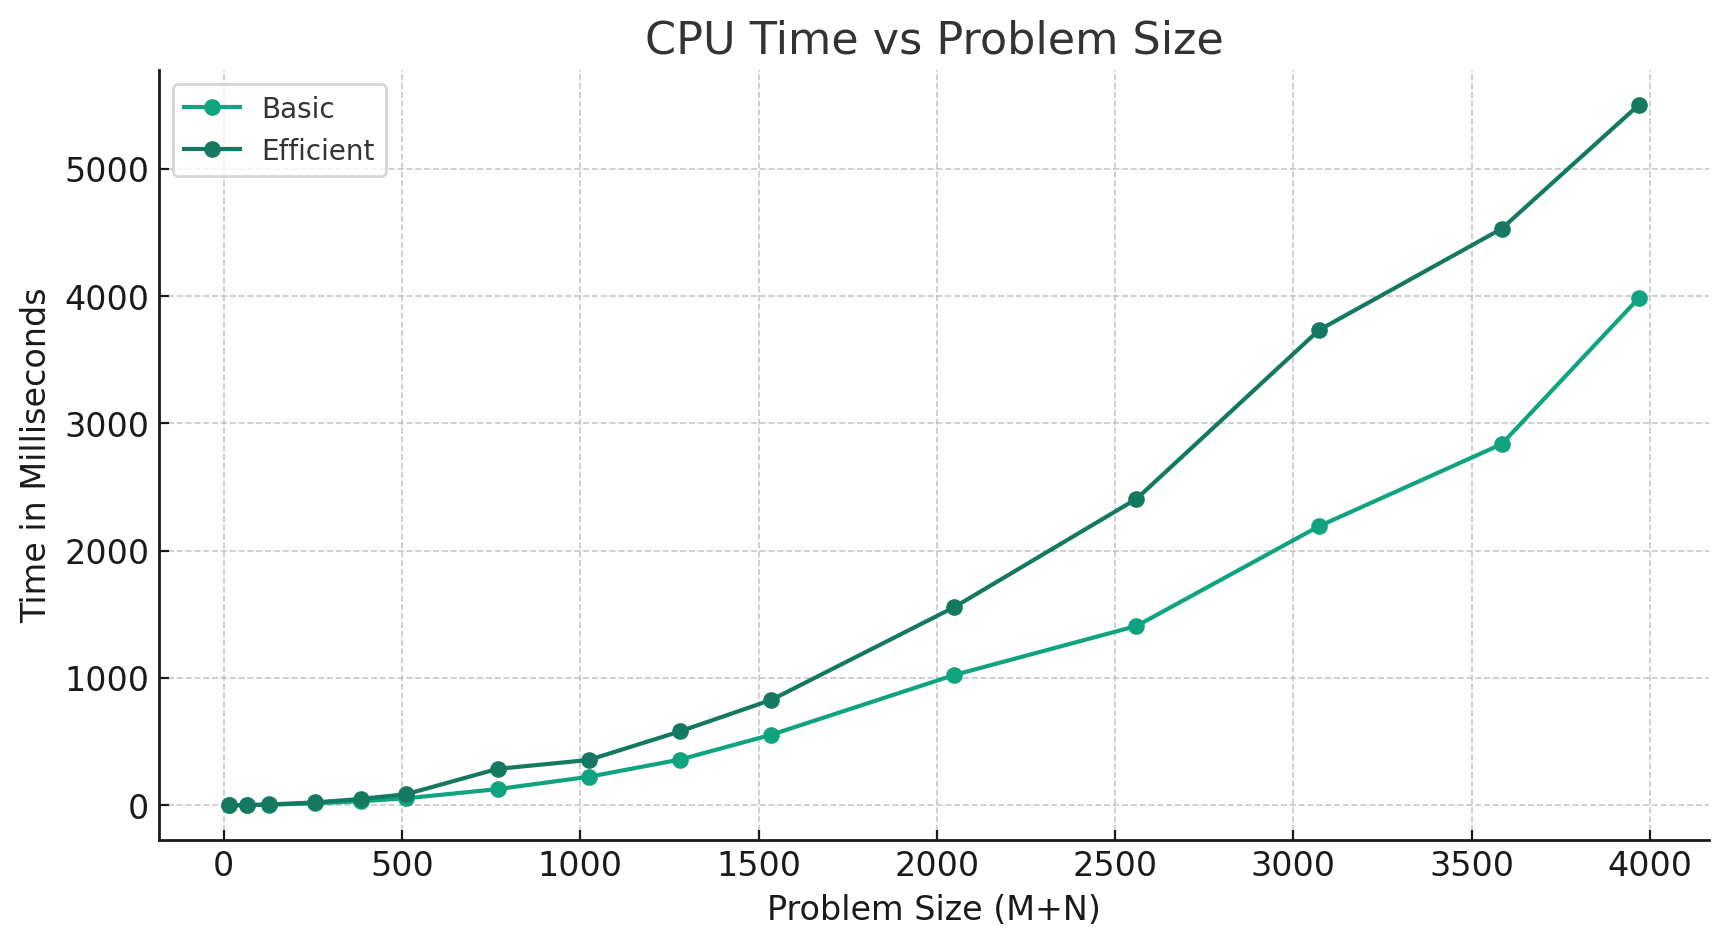 CPU Time vs Problem Size
Basic
Efficient
5000
4000
3000
2000
1000
0
Time in Milliseconds
0 500 1000 1500 2000 2500 3000 3500 4000
Problem Size (M+N)